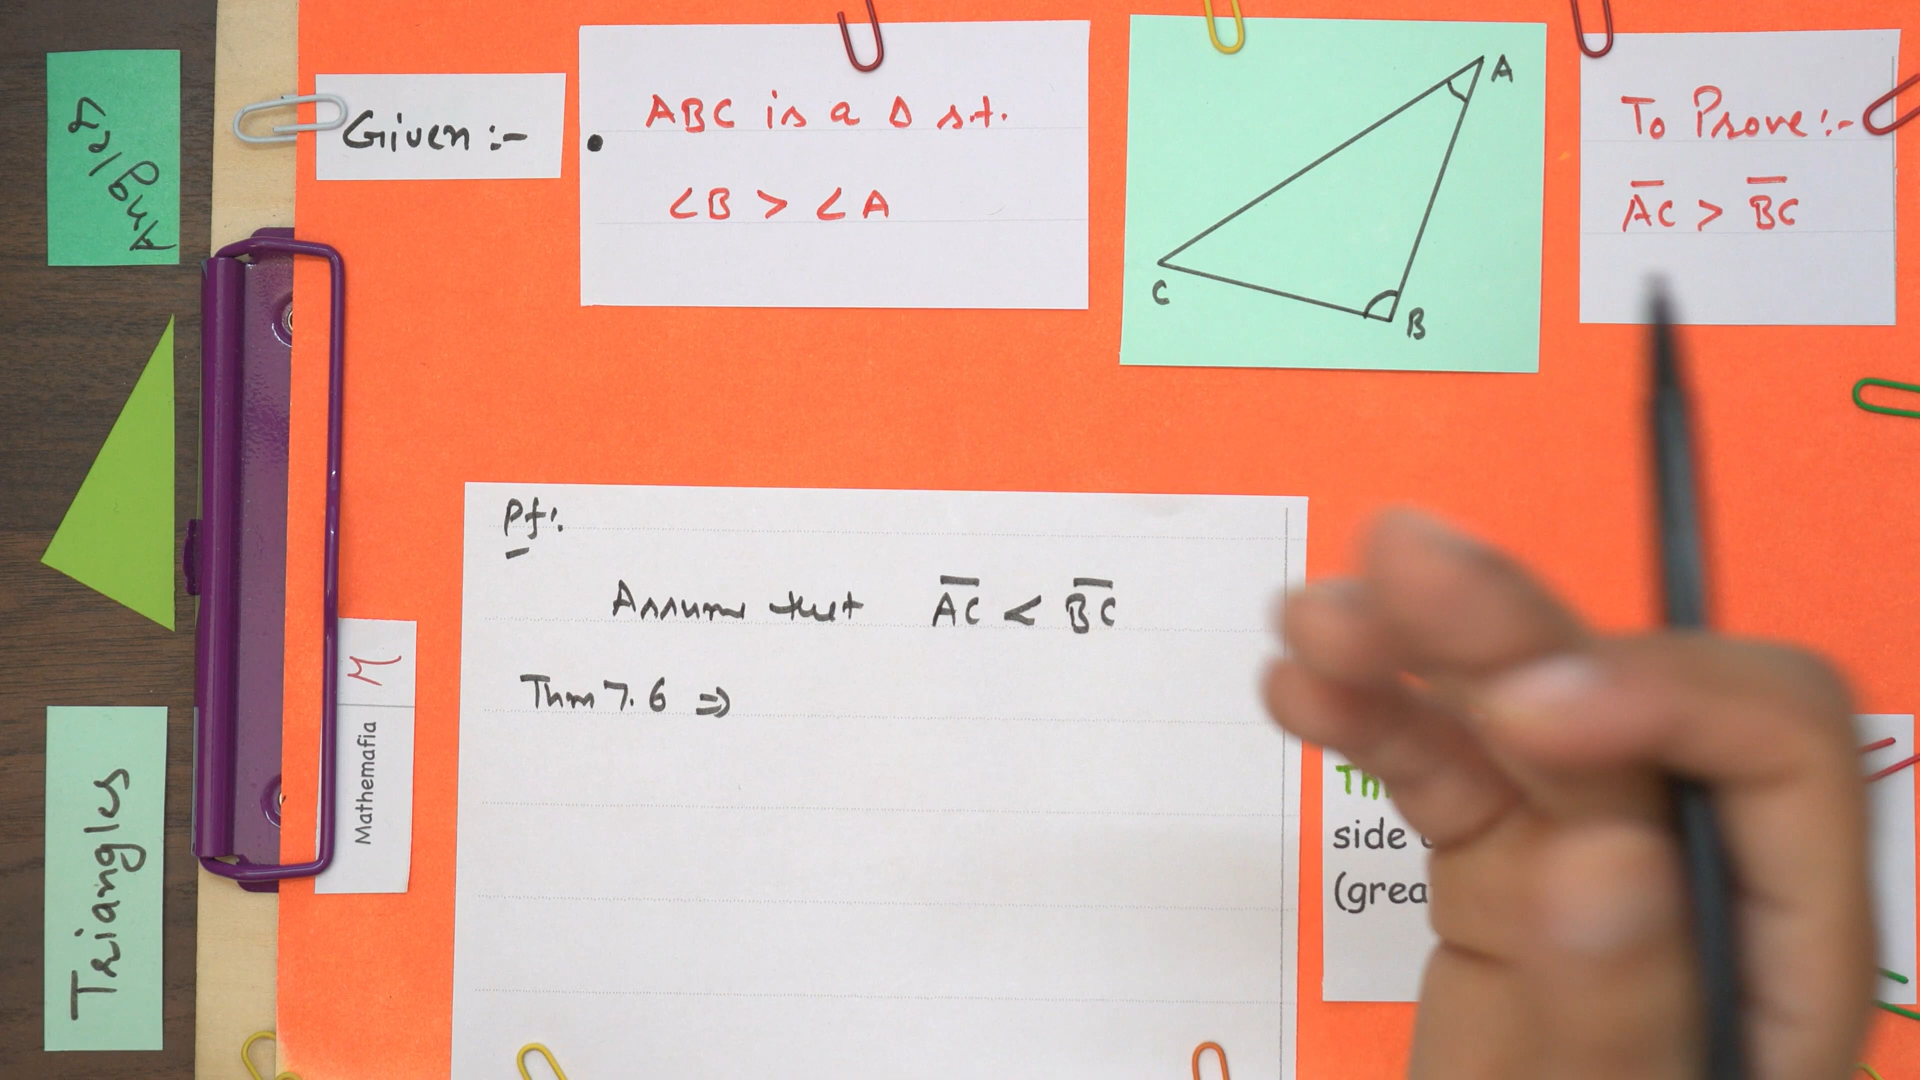 Angles
Given :-
ABC is a Δ s.t.
<B > <A
A
C
B
To Prove :-
AC > BC
Pf:
Assume that AC < BC
Thm 7.6 ⇒
M
Mathemafia
side
Triangles